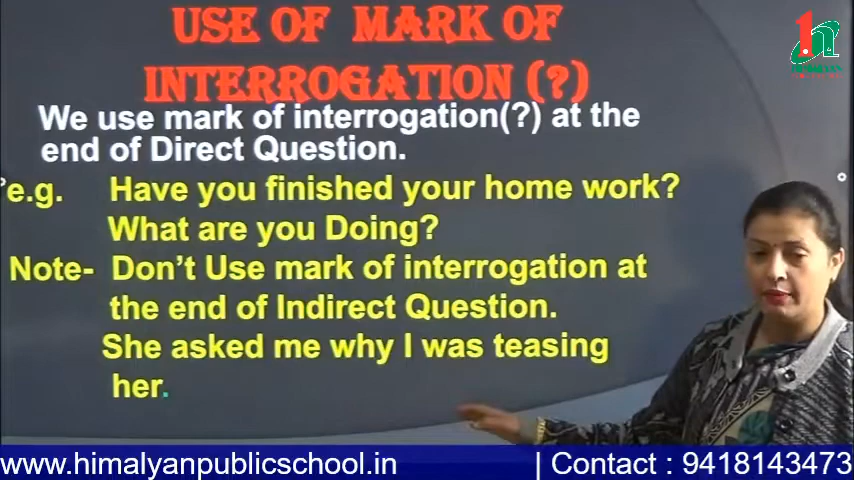 USE OF MARK OF
INTERROGATION (?)
We use mark of interrogation(?) at the
end of Direct Question.
e.g. Have you finished your home work?
What are you Doing?
Note- Don't Use mark of interrogation at
the end of Indirect Question.
She asked me why I was teasing
her.
HIMALYAN
www.himalyanpublicschool.in | Contact : 9418143473